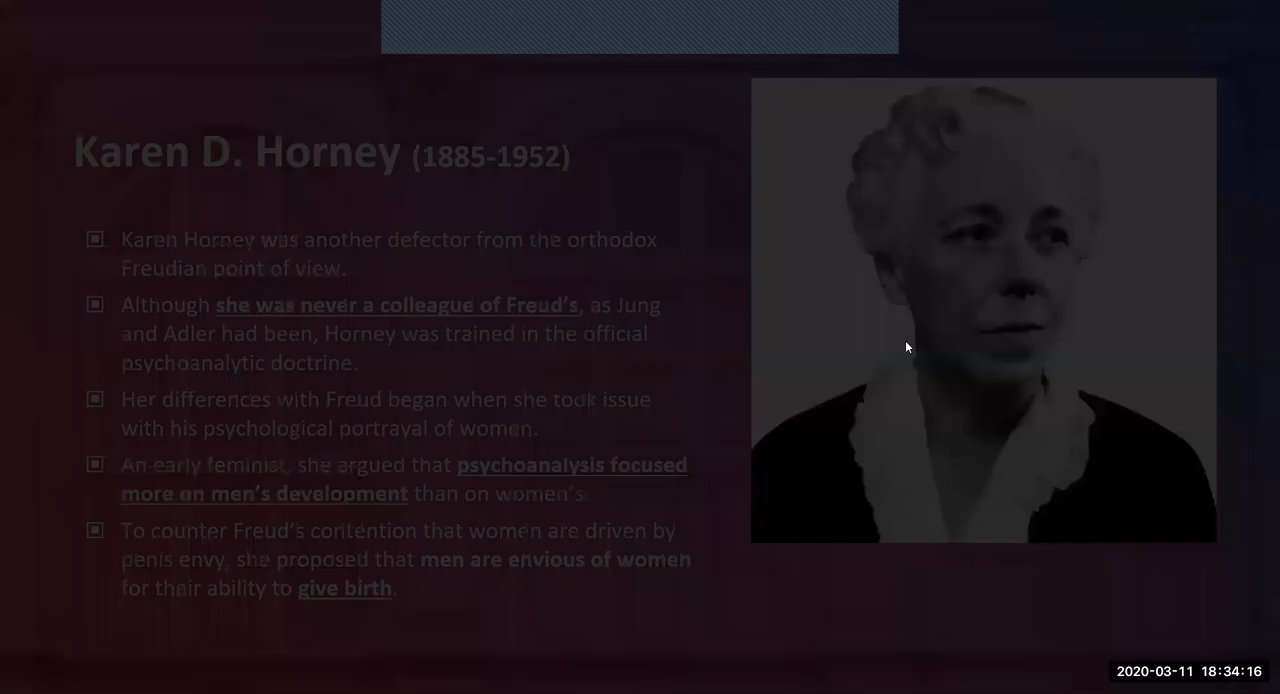 Karen D. Horney (1885-1952)
Karen Horney was another defector from the orthodox
Freudian point of view.
Although she was never a colleague of Freud's, as Jung
and Adler had been, Horney was trained in the official
psychoanalytic doctrine.
Her differences with Freud began when she took issue
with his psychological portrayal of women.
An early feminist, she argued that psychoanalysis focused
more on men's development than on women's.
To counter Freud's contention that women are driven by
penis envy, she proposed that men are envious of women
for their ability to give birth.
2020-03-11 18:34:16